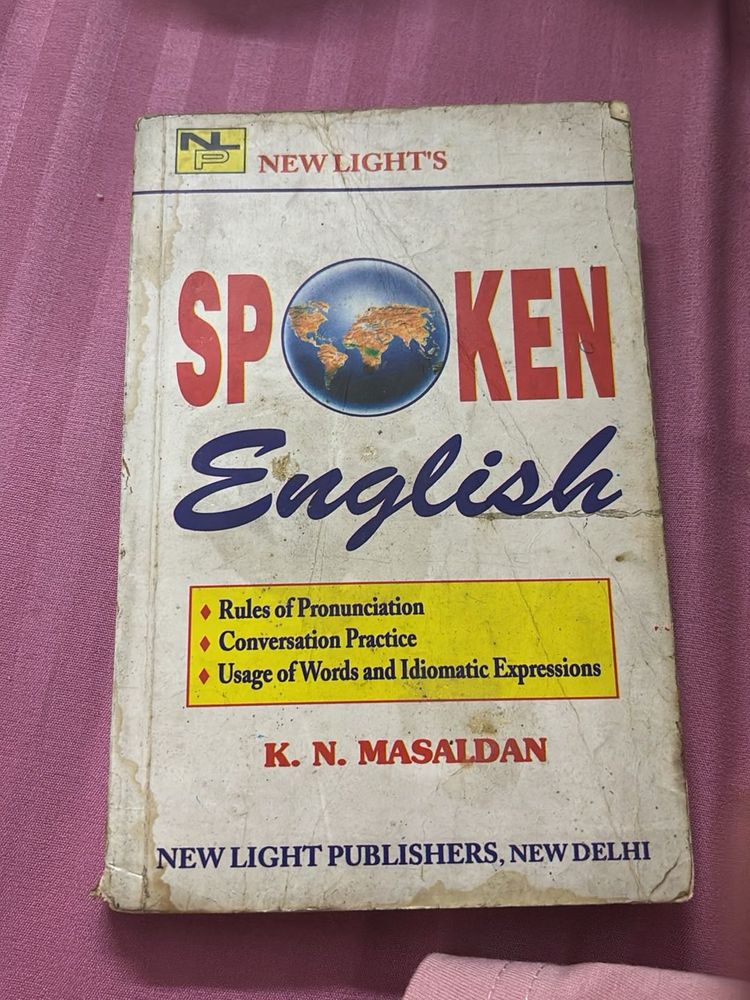 NLP
NEW LIGHT'S
SPOKEN
English
♦ Rules of Pronunciation
♦ Conversation Practice
♦ Usage of Words and Idiomatic Expressions
K. N. MASALDAN
NEW LIGHT PUBLISHERS, NEW DELHI